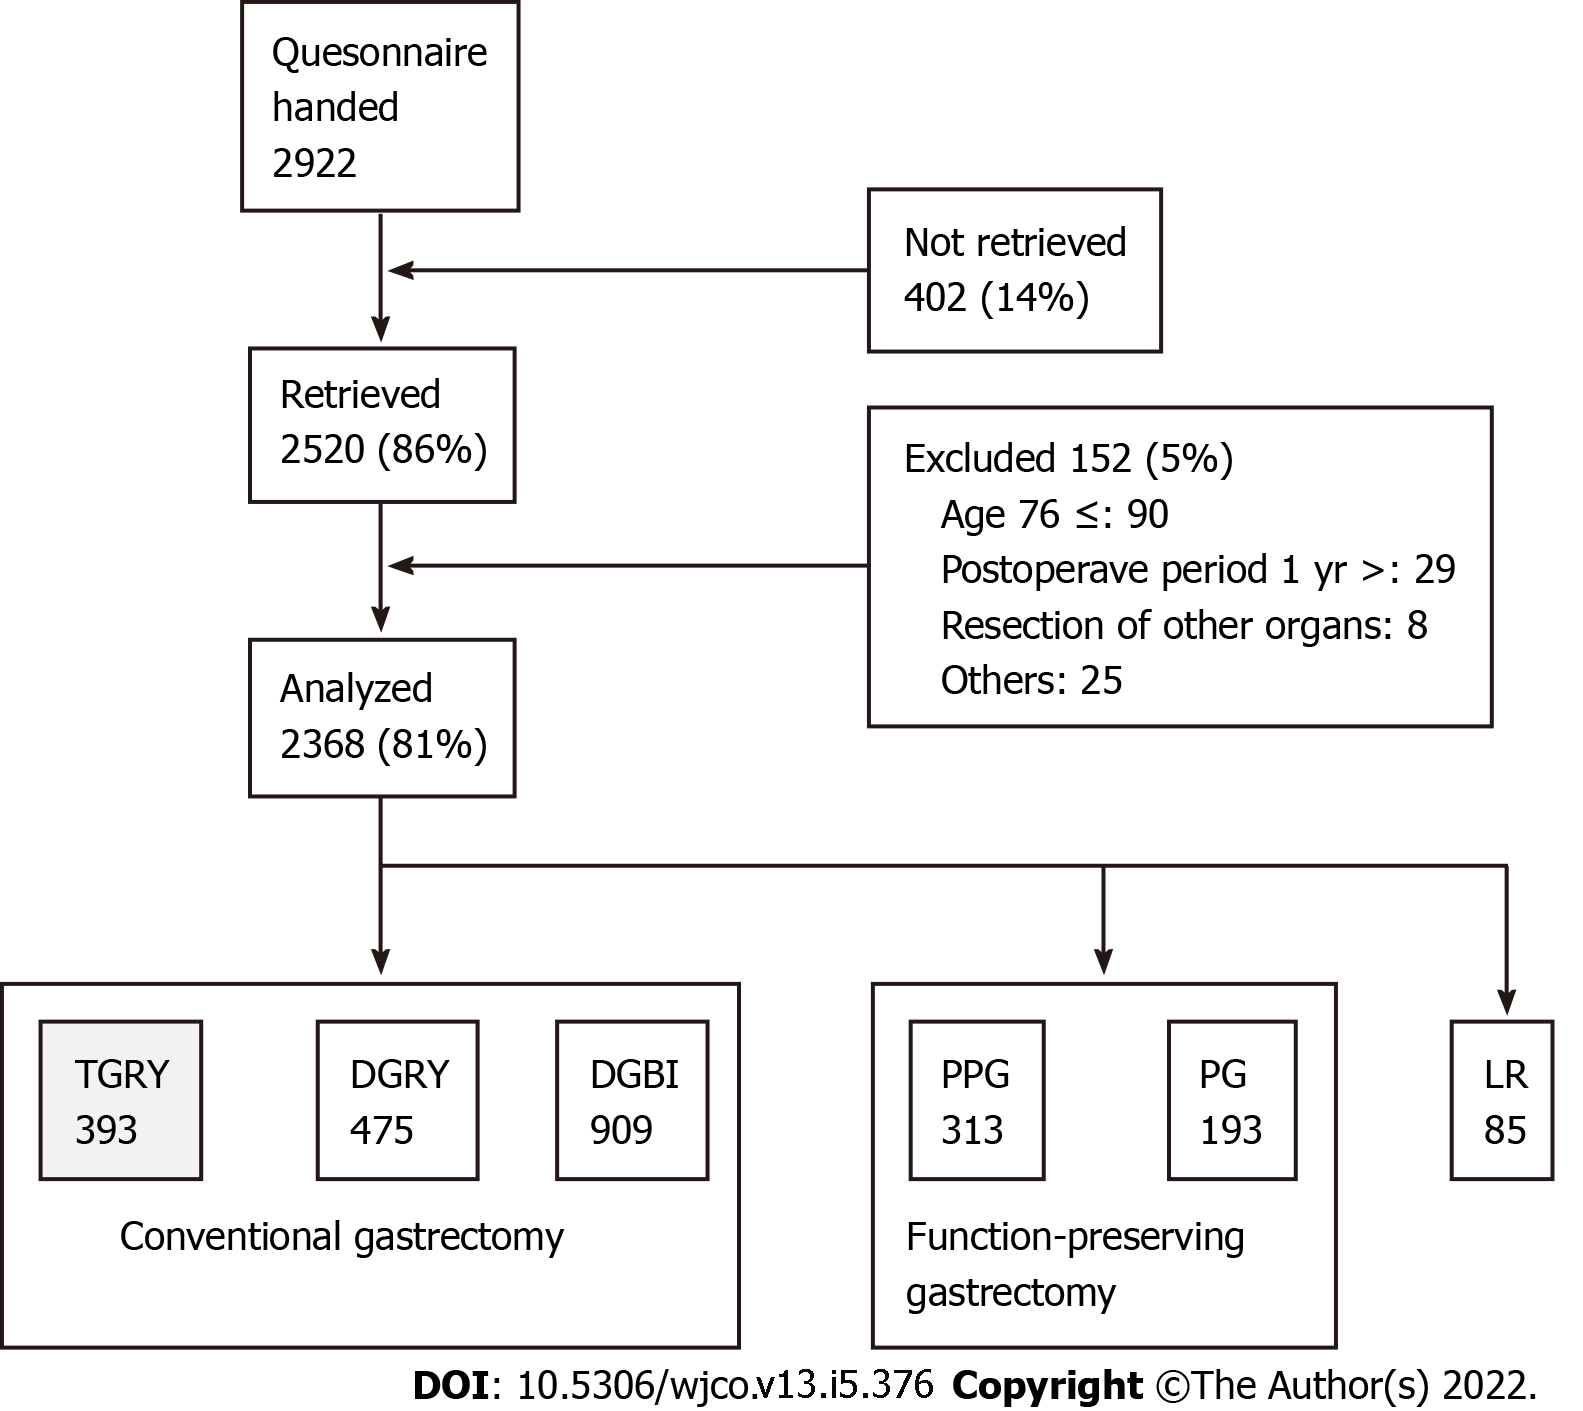 Quesonnaire
handed
2922
Not retrieved
402 (14%)
Retrieved
2520 (86%)
Excluded 152 (5%)
Age 76 ≤: 90
Postoperave period 1 yr >: 29
Resection of other organs: 8
Others: 25
Analyzed
2368 (81%)
TGRY
393
DGRY
475
DGBI
909
Conventional gastrectomy
PPG
313
PG
193
Function-preserving
gastrectomy
LR
85
DOI: 10.5306/wjco.v13.i5.376 Copyright ©The Author(s) 2022.